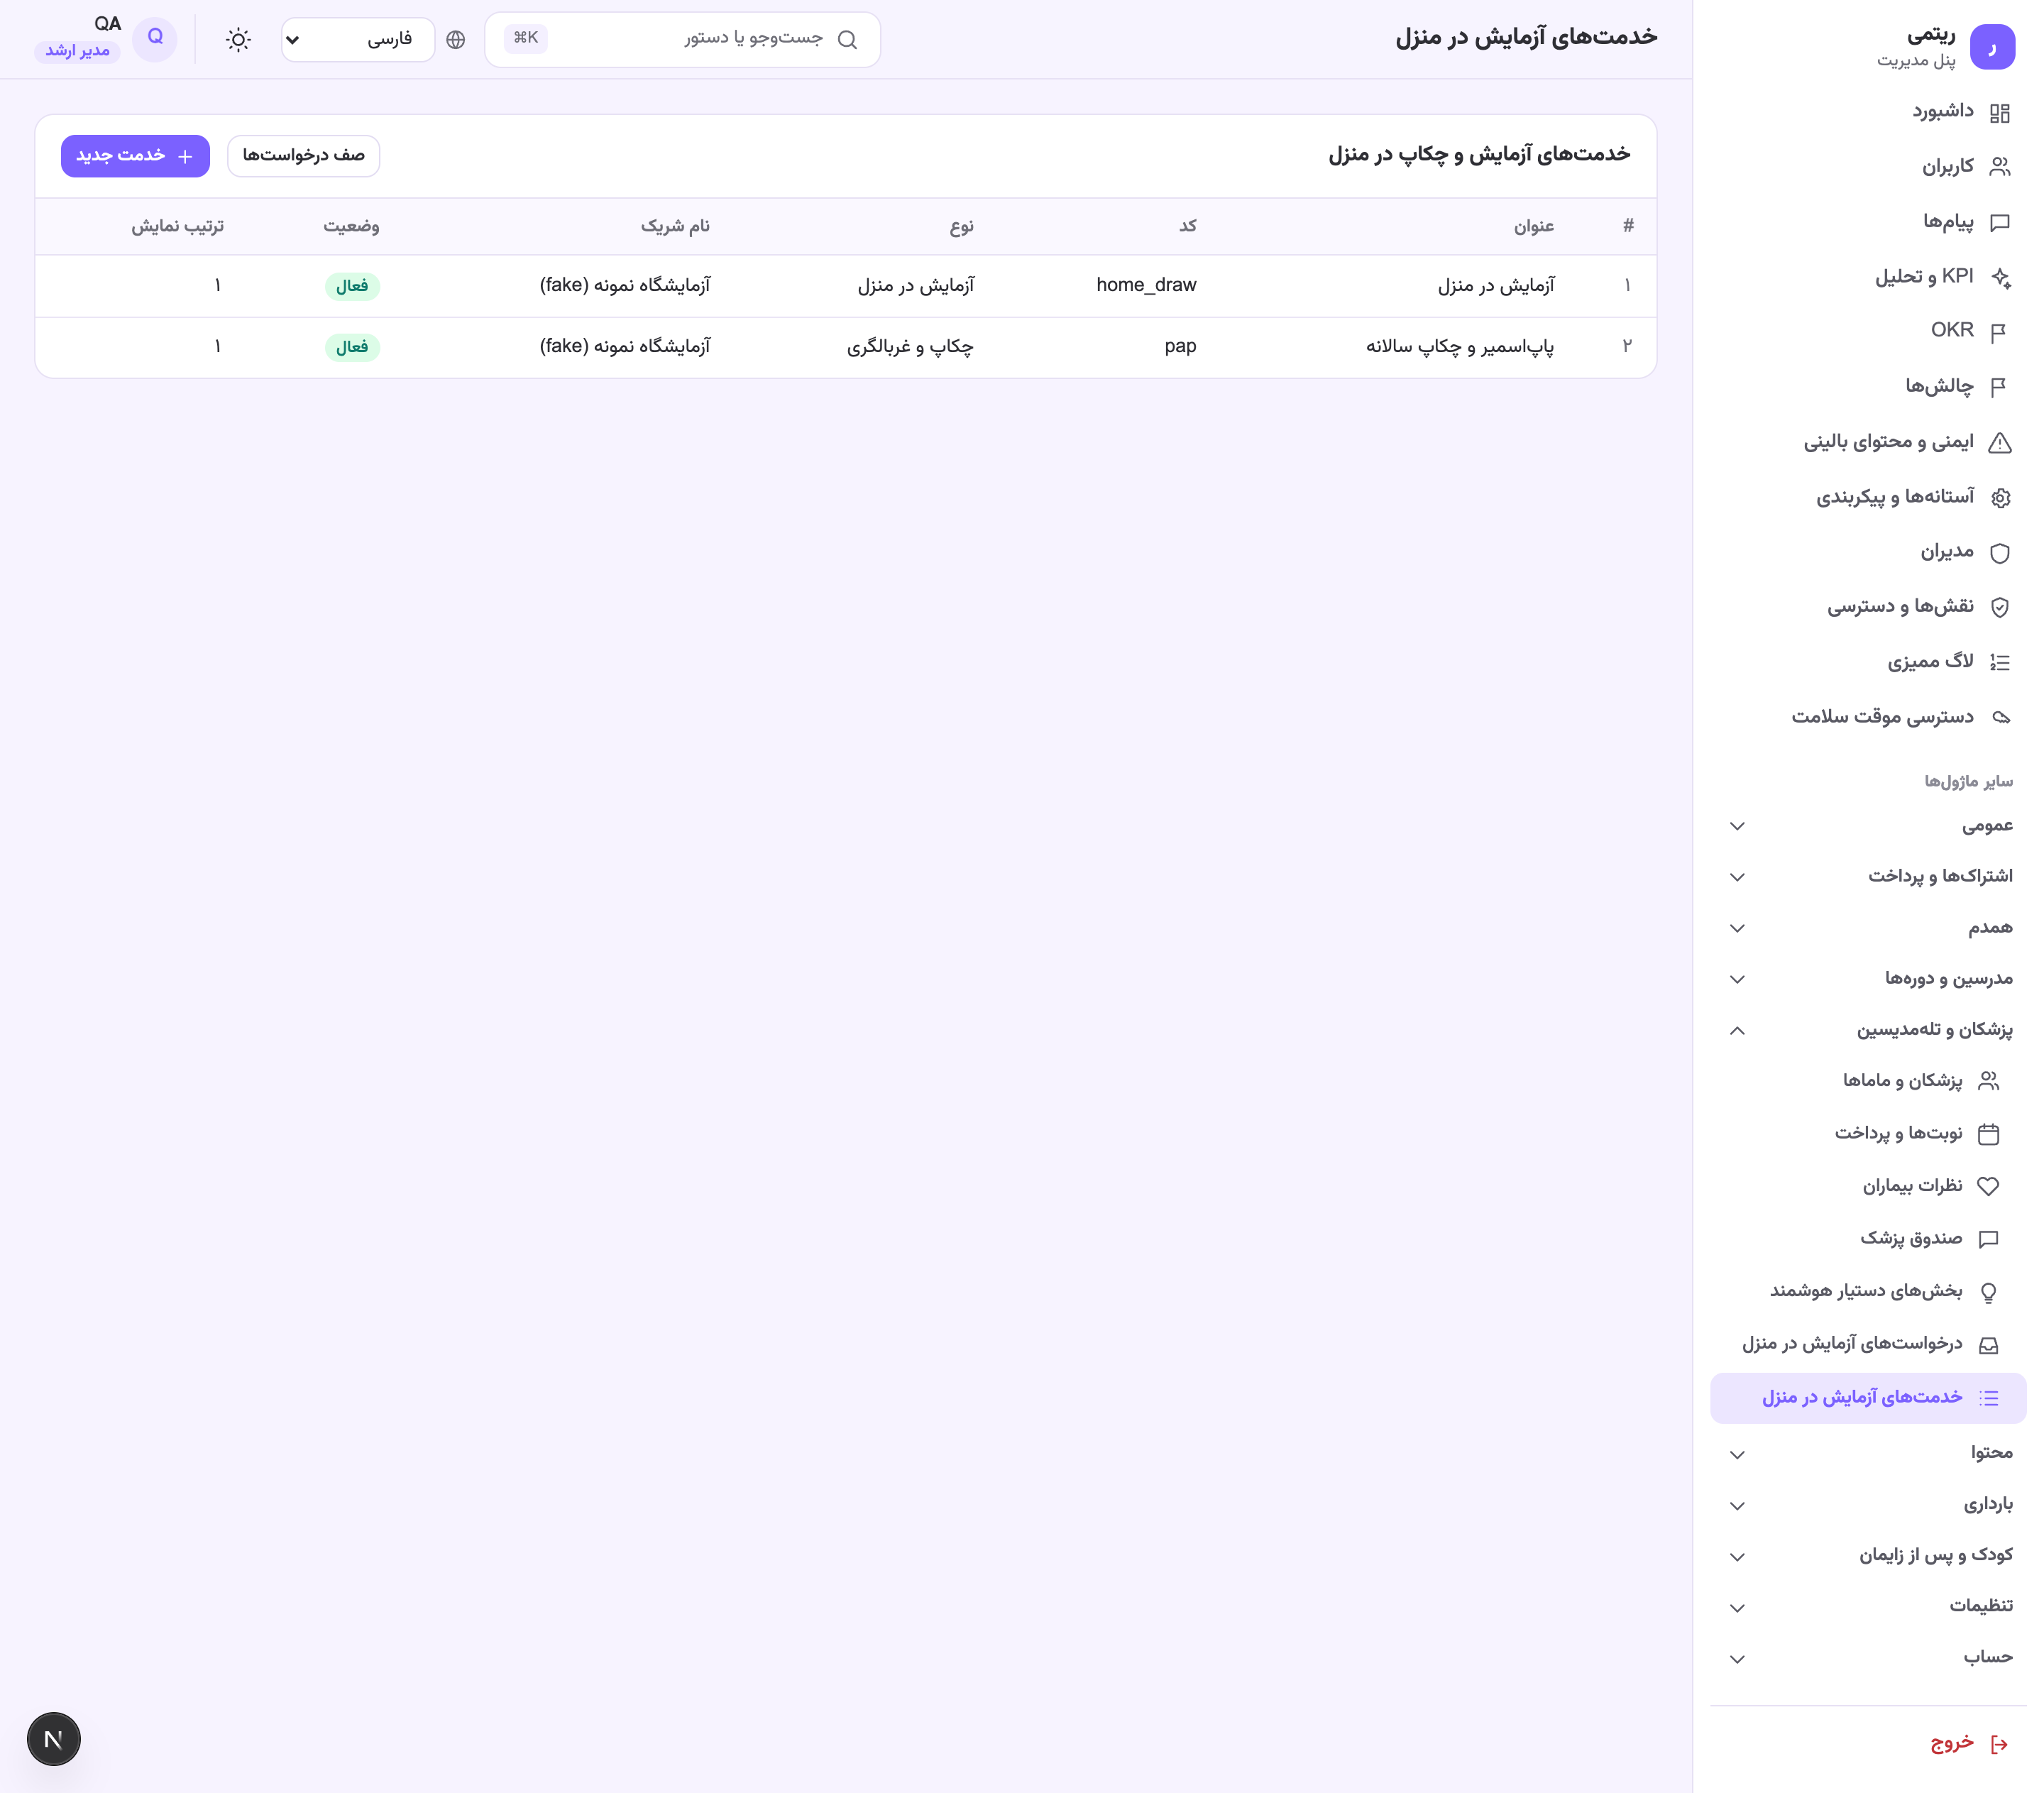 ر
ریتمی
پنل مدیریت
داشبورد
کاربران
پیام‌ها
KPI و تحلیل
OKR
چالش‌ها
ایمنی و محتوای بالینی
آستانه‌ها و پیکربندی
مدیران
نقش‌ها و دسترسی
لاگ ممیزی
دسترسی موقت سلامت
سایر ماژول‌ها
عمومی
اشتراک‌ها و پرداخت
همدم
مدرسین و دوره‌ها
پزشکان و تله‌مدیسین
پزشکان و ماماها
نوبت‌ها و پرداخت
نظرات بیماران
صندوق پزشک
بخش‌های دستیار هوشمند
درخواست‌های آزمایش در منزل
خدمت‌های آزمایش در منزل
محتوا
بارداری
کودک و پس از زایمان
تنظیمات
حساب
خروج
خدمت‌های آزمایش در منزل
جست‌وجو یا دستور ⌘K
فارسی
Q
QA
مدیر ارشد
خدمت‌های آزمایش و چکاپ در منزل
صف درخواست‌ها
+ خدمت جدید
# عنوان کد نوع نام شریک وضعیت ترتیب نمایش
۱ آزمایش در منزل home_draw آزمایش در منزل آزمایشگاه نمونه (fake) فعال ۱
۲ پاپ‌اسمیر و چکاپ سالانه pap چکاپ و غربالگری آزمایشگاه نمونه (fake) فعال ۱
N